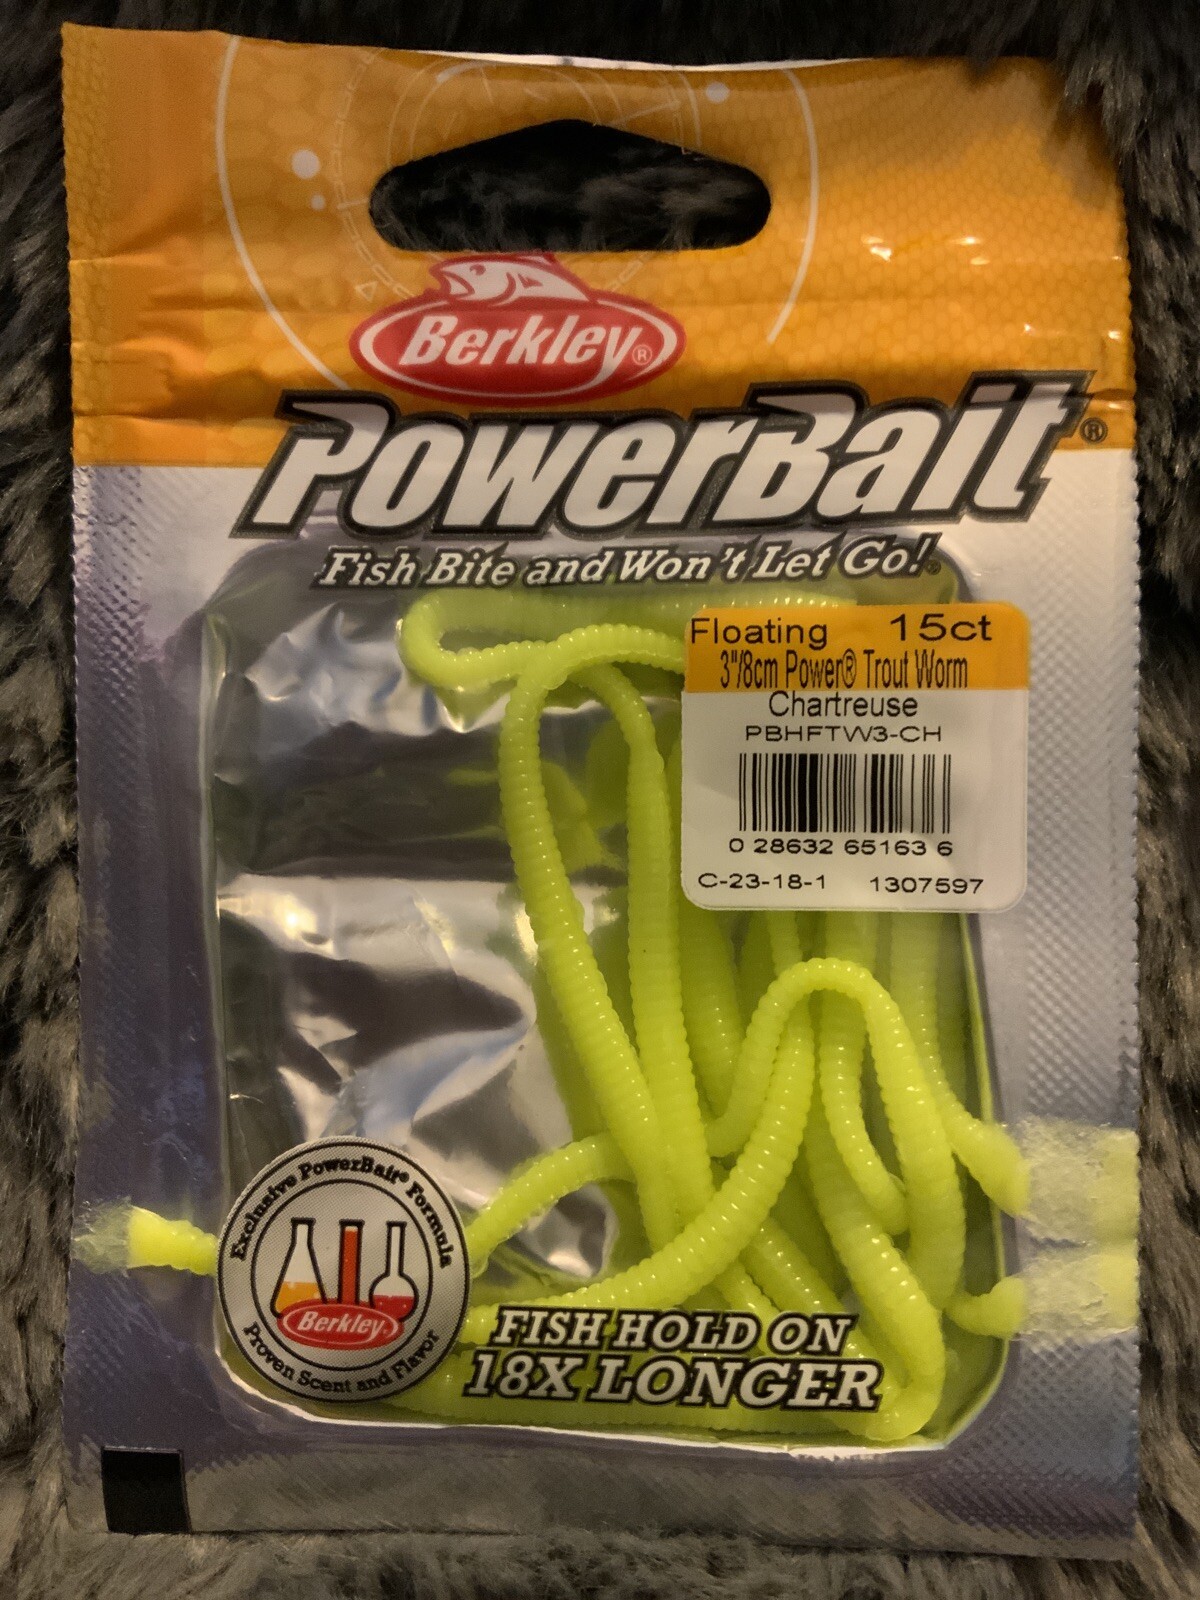 Berkley®
PowerBait®
Fish Bite and Won't Let Go!®
Floating 15ct
3"/8cm Power® Trout Worm
Chartreuse
PBHFTW3-CH
0 28632 65163 6
C-23-18-1 1307597
Exclusive PowerBait® Formula
Berkley
Proven Scent and Flavor
FISH HOLD ON
18X LONGER